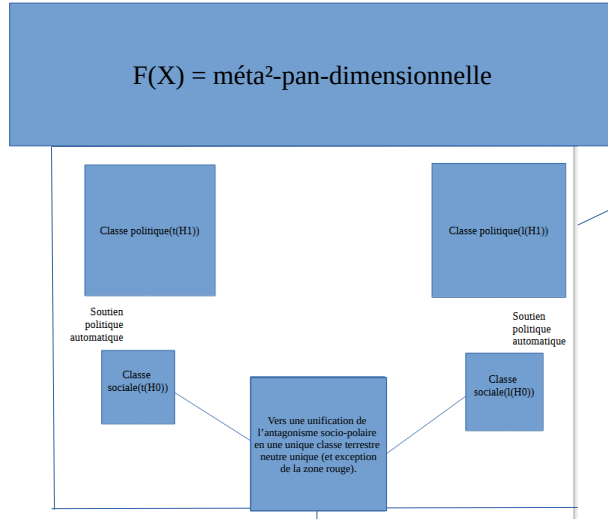 F(X) = méta²-pan-dimensionnelle
Classe politique(t(H1))
Classe politique(l(H1))
Soutien
politique
automatique
Soutien
politique
automatique
Classe
sociale(t(H0))
Classe
sociale(l(H0))
Vers une unification de
l’antagonisme socio-polaire
en une unique classe terrestre
neutre unique (et exception
de la zone rouge).